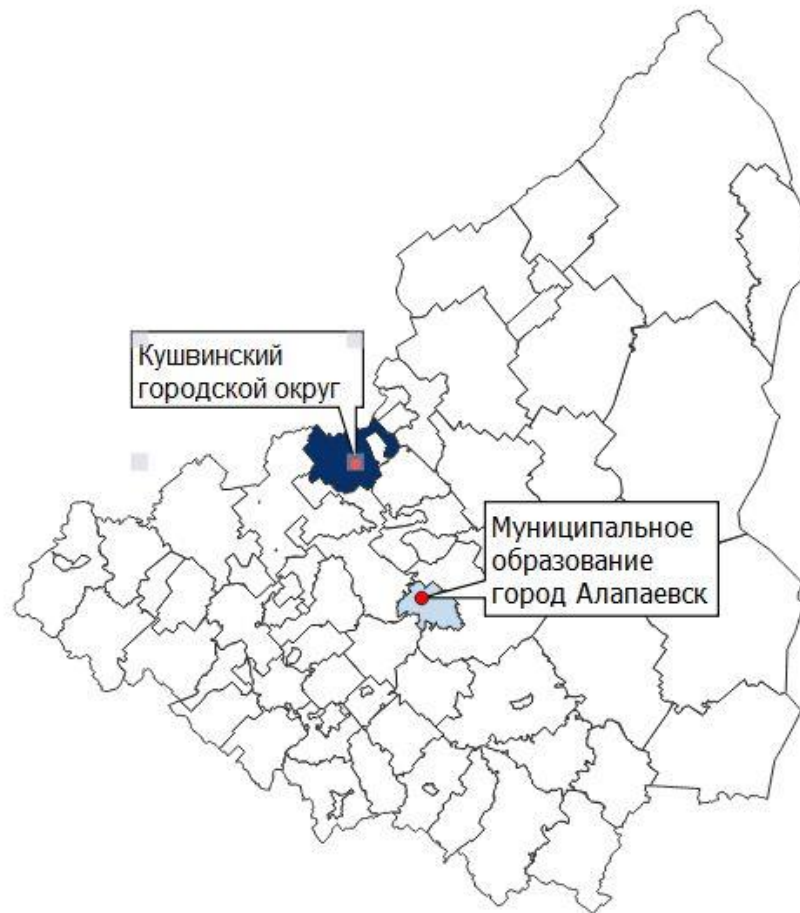 Кушвинский
городской округ
Муниципальное
образование
город Алапаевск